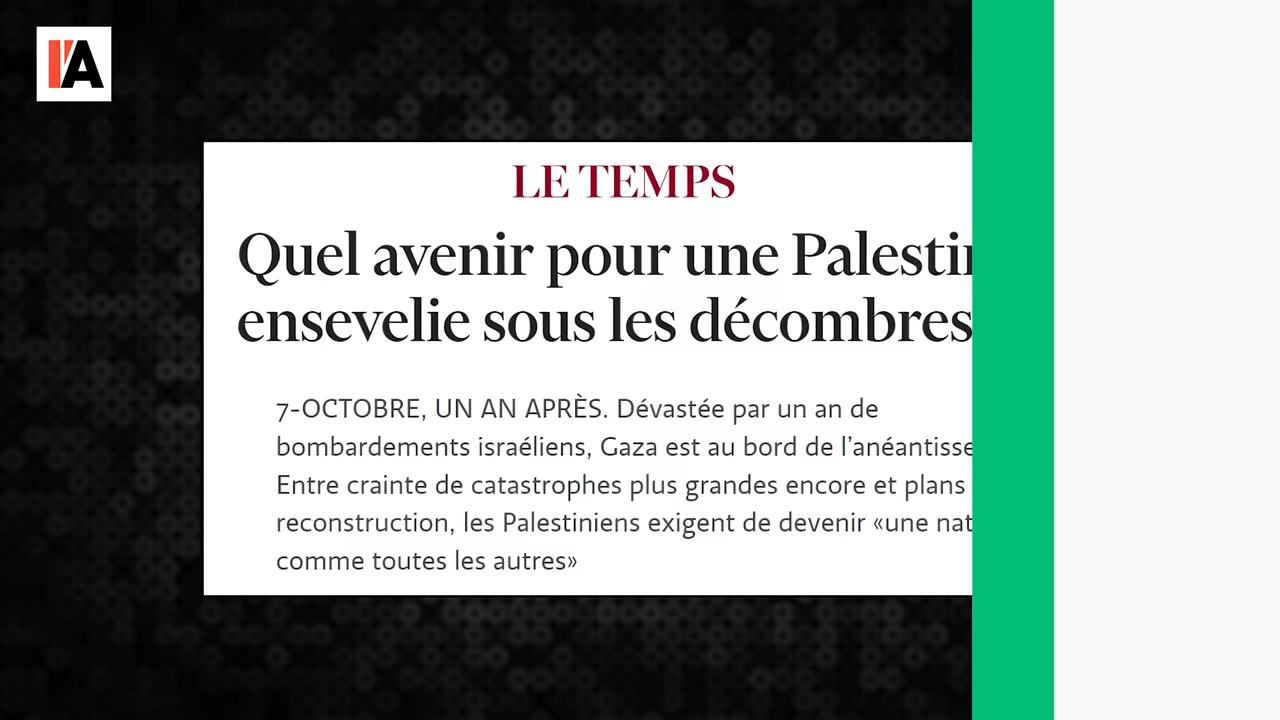 I'A
LE TEMPS
Quel avenir pour une
ensevelie sous les décombres
7-OCTOBRE, UN AN APRÈS. Dévastée par un an de
bombardements israéliens, Gaza est au bord de
Entre crainte de catastrophes plus grandes encore et plans
reconstruction, les Palestiniens exigent de devenir «une
comme toutes les autres»